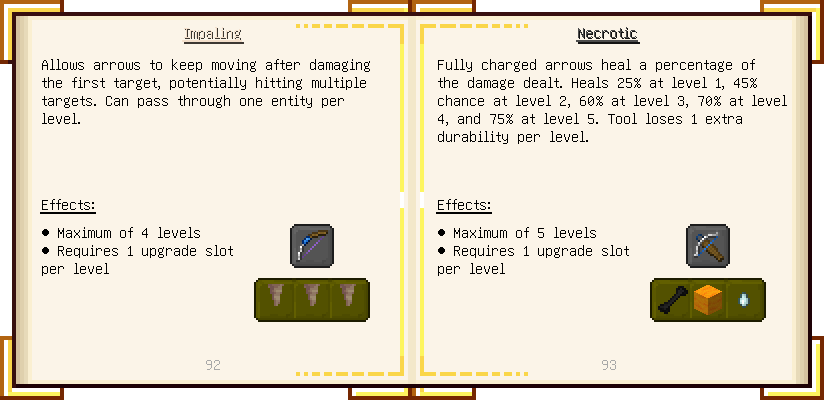 Impaling
Allows arrows to keep moving after damaging
the first target, potentially hitting multiple
targets. Can pass through one entity per
level.
Effects:
• Maximum of 4 levels
• Requires 1 upgrade slot
per level
92
Necrotic
Fully charged arrows heal a percentage of
the damage dealt. Heals 25% at level 1, 45%
chance at level 2, 60% at level 3, 70% at level
4, and 75% at level 5. Tool loses 1 extra
durability per level.
Effects:
• Maximum of 5 levels
• Requires 1 upgrade slot
per level
93